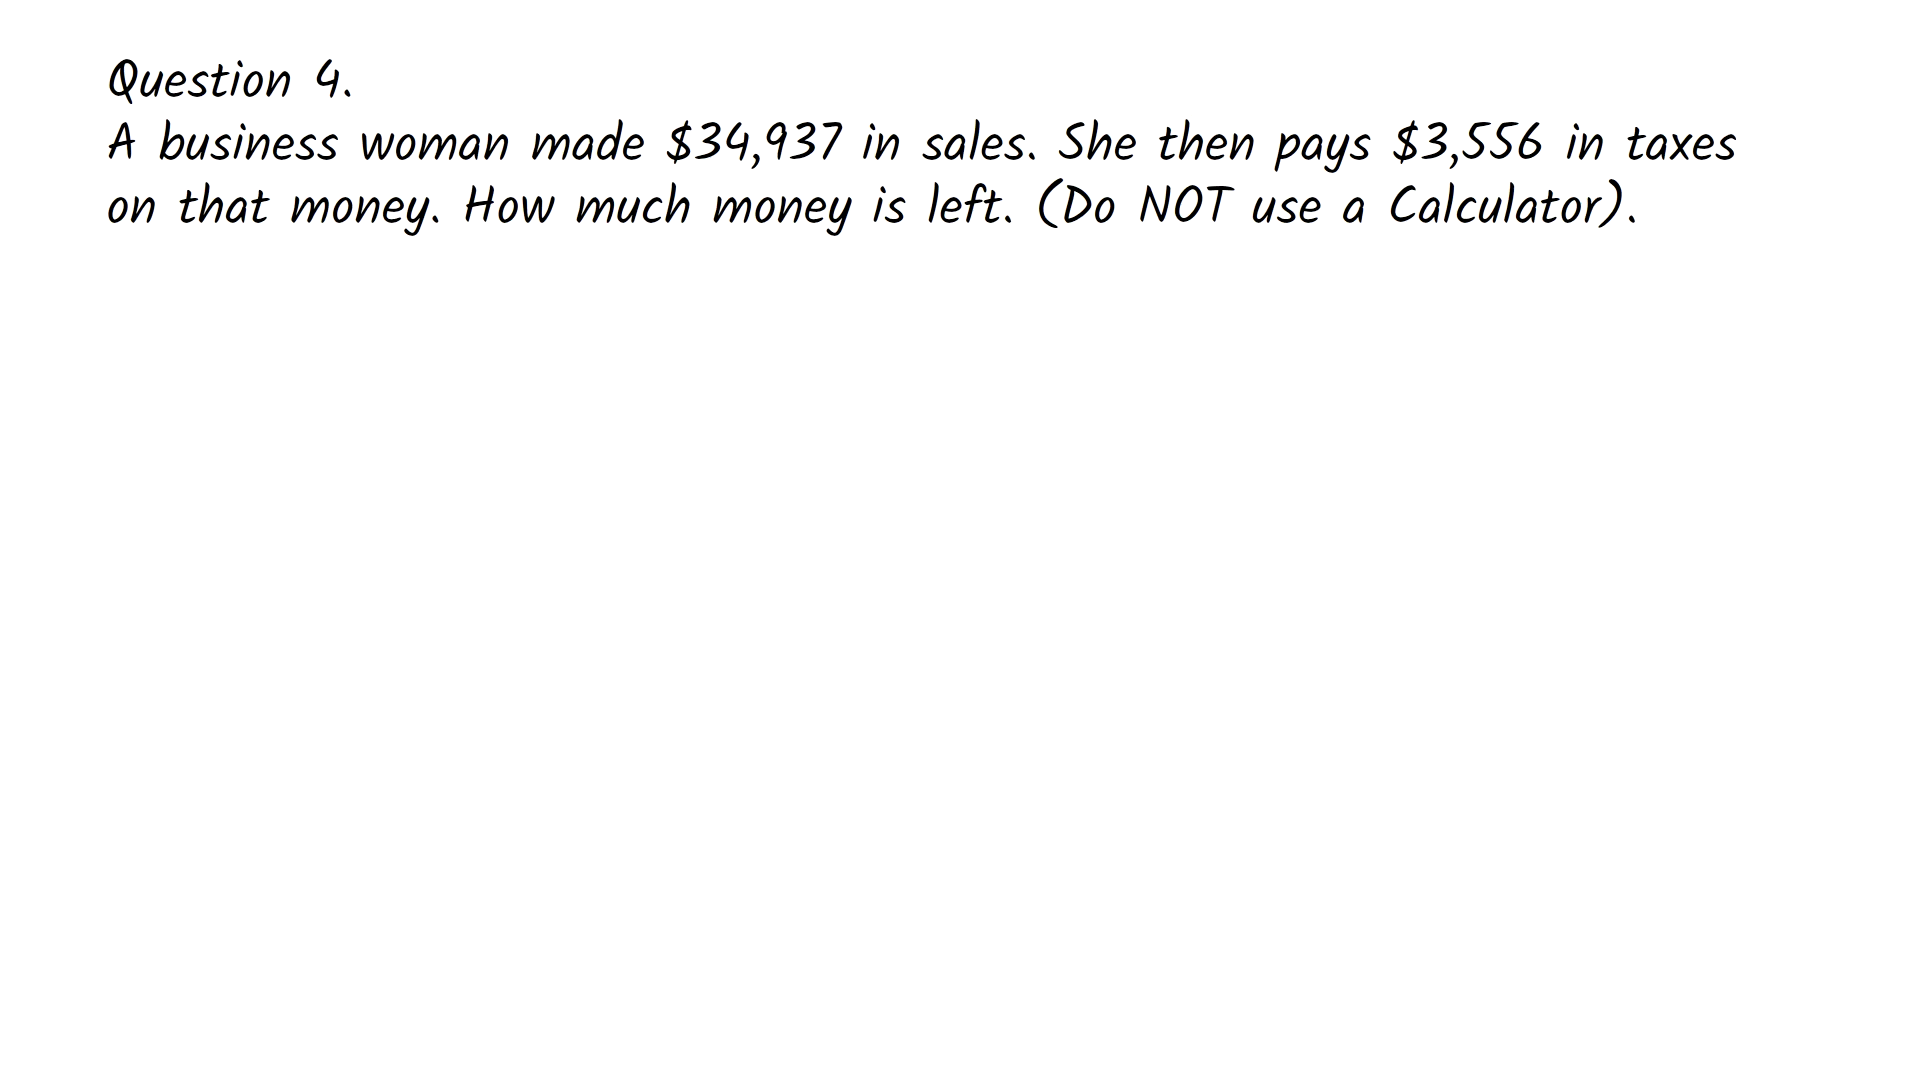 Question 4.
A business woman made $34,937 in sales. She then pays $3,556 in taxes
on that money. How much money is left. (Do NOT use a Calculator).